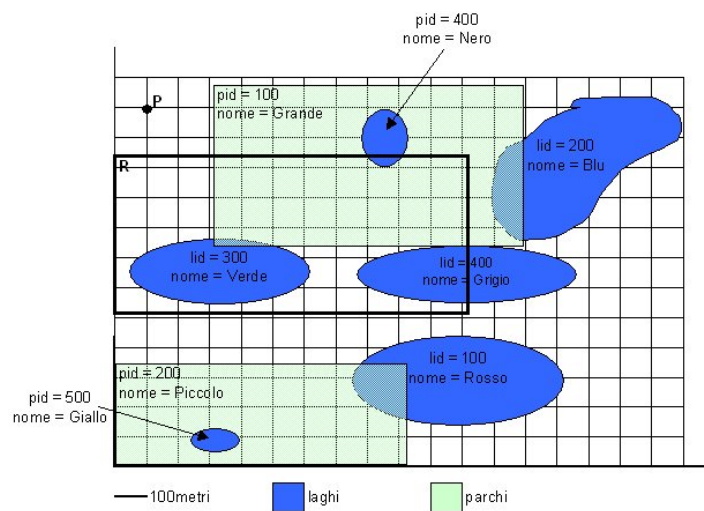 pid = 400
nome = Nero
P
pid = 100
nome = Grande
lid = 200
nome = Blu
R
lid = 300
nome = Verde
lid = 400
nome = Grigio
lid = 100
nome = Rosso
pid = 200
nome = Piccolo
pid = 500
nome = Giallo
100metri
laghi
parchi